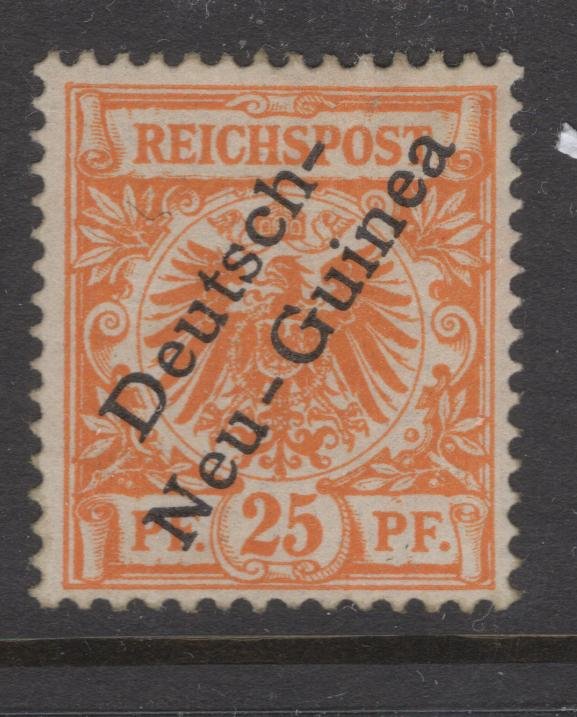 REICHSPOST
Deutsch-
Neu-Guinea
PF. 25 PF.